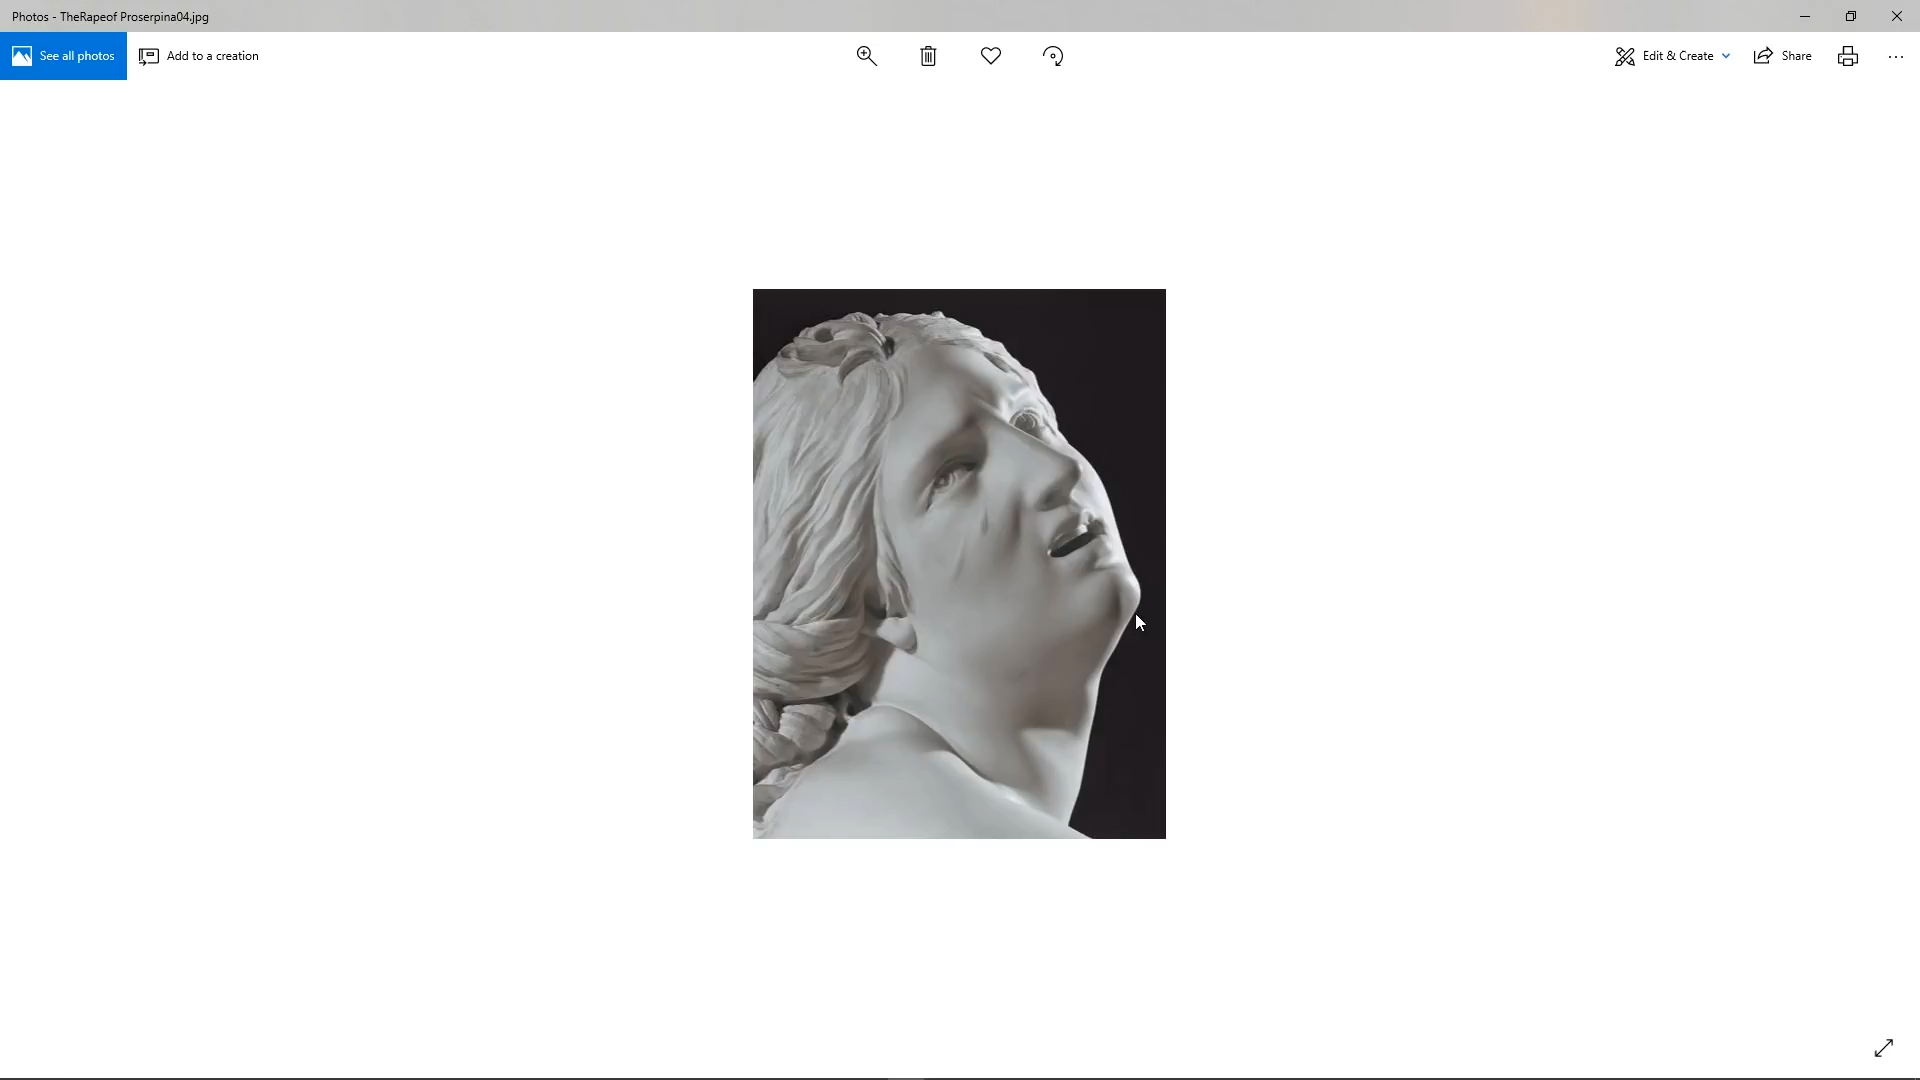 Photos - TheRapeof Proserpina04.jpg
See all photos
Add to a creation
Edit & Create
Share